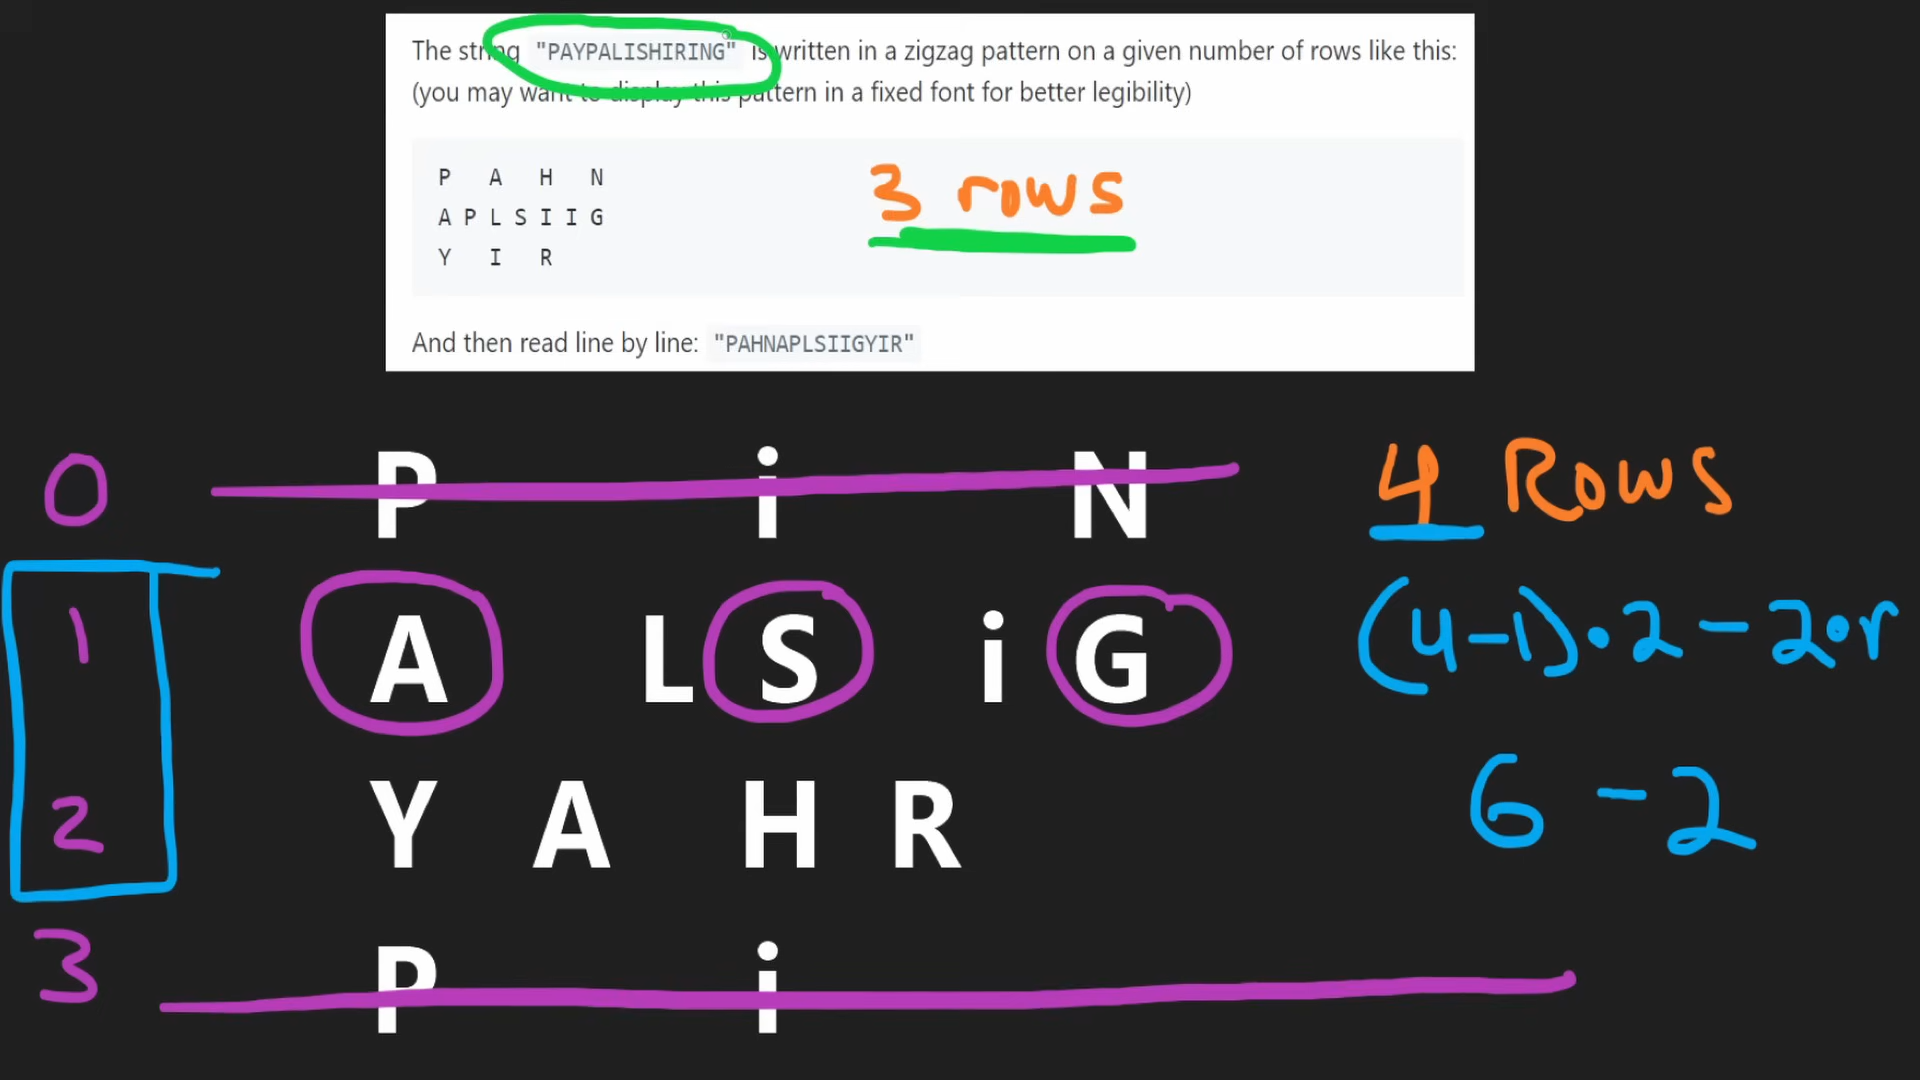 The string "PAYPALISHIRING" is written in a zigzag pattern on a given number of rows like this:
(you may want to display this pattern in a fixed font for better legibility)
P A H N
A P L S I I G
Y I R
3 rows
And then read line by line: "PAHNAPLSIIGYIR"
0 P i N 4 Rows
1 A L S i G (4-1)·2-2·r
2 Y A H R 6-2
3 P i